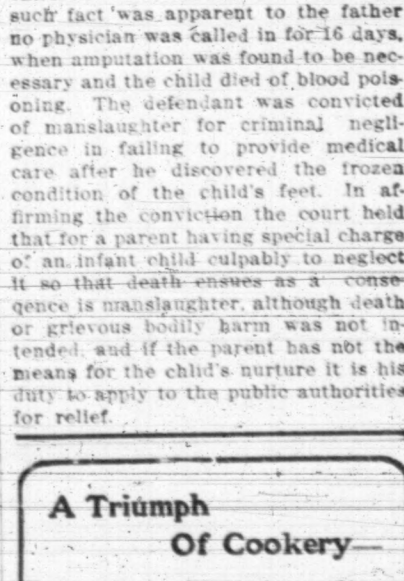 such fact was apparent to the father
no physician was called in for 16 days,
when amputation was found to be nec-
essary and the child died of blood pois-
oning. The defendant was convicted
of manslaughter for criminal negli-
gence in failing to provide medical
care after he discovered the frozen
condition of the child's feet. In af-
firming the conviction the court held
that for a parent having special charge
of an infant child culpably to neglect
it so that death ensues as a conse-
qence is manslaughter, although death
or grievous bodily harm was not in-
tended, and if the parent has not the
means for the chlid's nurture it is his
duty to apply to the public authorities
for relief.
A Triumph
Of Cookery—